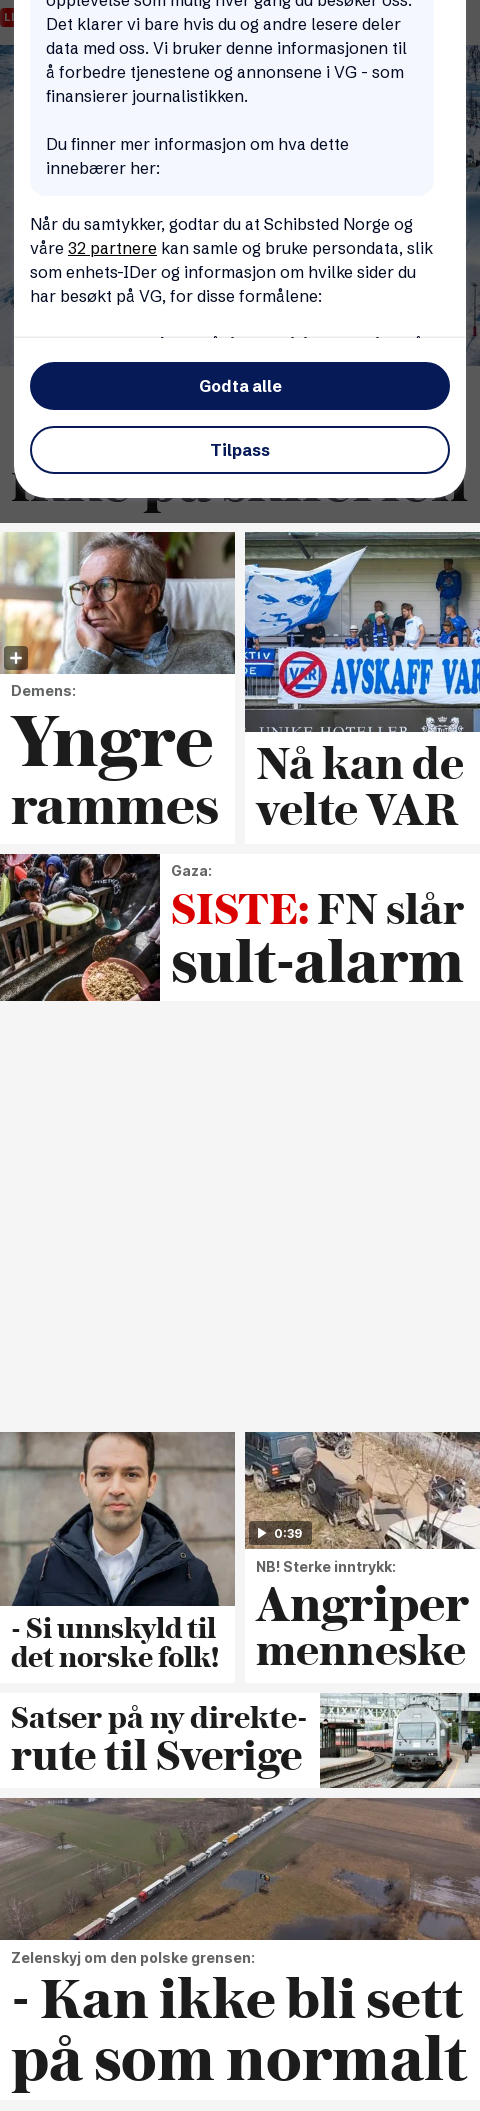 opplevelse som mulig hver gang du besøker oss.
Det klarer vi bare hvis du og andre lesere deler
data med oss. Vi bruker denne informasjonen til
å forbedre tjenestene og annonsene i VG - som
finansierer journalistikken.
Du finner mer informasjon om hva dette
innebærer her:
Når du samtykker, godtar du at Schibsted Norge og
våre 32 partnere kan samle og bruke persondata, slik
som enhets-IDer og informasjon om hvilke sider du
har besøkt på VG, for disse formålene:
Godta alle
Tilpass
AVSKAFF VAR
VAR
UNIKE HOTELLER
Demens:
Yngre
rammes
Nå kan de
velte VAR
Gaza:
SISTE: FN slår
sult-alarm
- Si unnskyld til
det norske folk!
0:39
NB! Sterke inntrykk:
Angriper
menneske
Satser på ny direkte-
rute til Sverige
Zelenskyj om den polske grensen:
- Kan ikke bli sett
på som normalt